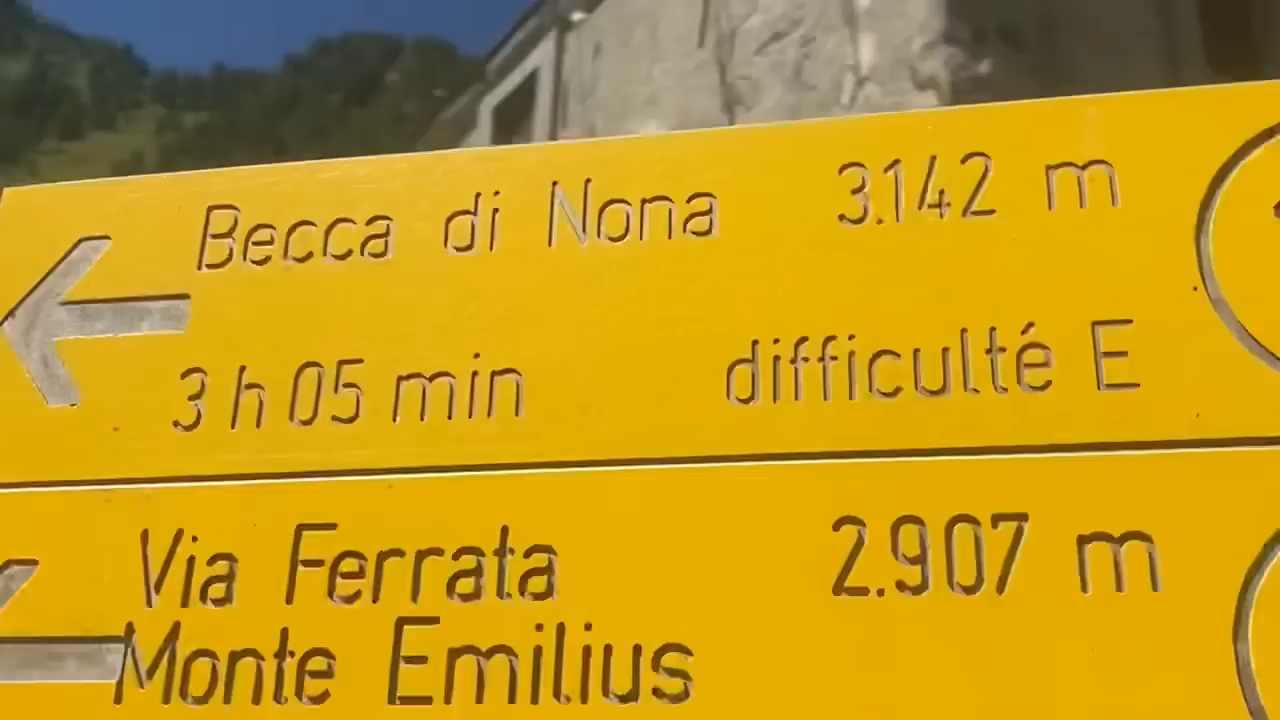 Becca di Nona 3.142 m
3 h 05 min difficulté E
Via Ferrata 2.907 m
Monte Emilius